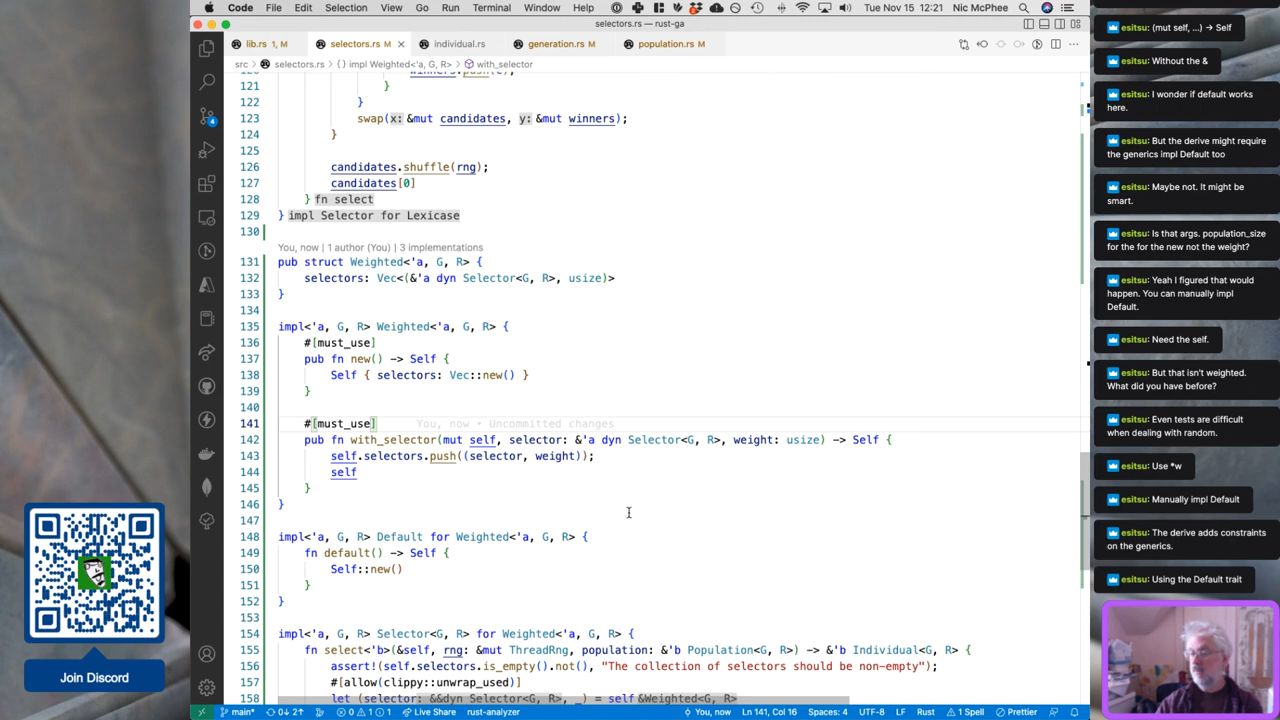 Code File Edit Selection View Go Run Terminal Window Help Tue Nov 15 12:21 Nic McPhee
selectors.rs — rust-ga
lib.rs 1, M selectors.rs M individual.rs generation.rs M population.rs M
src > selectors.rs > {} impl Weighted<'a, G, R> > with_selector
121 }
122 }
123 swap(x: &mut candidates, y: &mut winners);
124 }
125
126 candidates.shuffle(rng);
127 candidates[0]
128 } fn select
129 } impl Selector for Lexicase
130
You, now | 1 author (You) | 3 implementations
131 pub struct Weighted<'a, G, R> {
132 selectors: Vec<(&'a dyn Selector<G, R>, usize)>
133 }
134
135 impl<'a, G, R> Weighted<'a, G, R> {
136 #[must_use]
137 pub fn new() -> Self {
138 Self { selectors: Vec::new() }
139 }
140
141 #[must_use] You, now • Uncommitted changes
142 pub fn with_selector(mut self, selector: &'a dyn Selector<G, R>, weight: usize) -> Self {
143 self.selectors.push((selector, weight));
144 self
145 }
146 }
147
148 impl<'a, G, R> Default for Weighted<'a, G, R> {
149 fn default() -> Self {
150 Self::new()
151 }
152 }
153
154 impl<'a, G, R> Selector<G, R> for Weighted<'a, G, R> {
155 fn select<'b>(&self, rng: &mut ThreadRng, population: &'b Population<G, R>) -> &'b Individual<G, R> {
156 assert!(self.selectors.is_empty().not(), "The collection of selectors should be non-empty");
157 #[allow(clippy::unwrap_used)]
158 let (selector: &&dyn Selector<G, R>, _) = self &Weighted<G, R>
main* 0↓ 2↑ 0 1 1 Live Share rust-analyzer You, now Ln 141, Col 16 Spaces: 4 UTF-8 LF Rust 1 Spell Prettier
4
Join Discord
esitsu: (mut self, ...) -> Self
esitsu: Without the &
esitsu: I wonder if default works
here.
esitsu: But the derive might require
the generics impl Default too
esitsu: Maybe not. It might be
smart.
esitsu: Is that args. population_size
for the for the new not the weight?
esitsu: Yeah I figured that would
happen. You can manually impl
Default.
esitsu: Need the self.
esitsu: But that isn't weighted.
What did you have before?
esitsu: Even tests are difficult
when dealing with random.
esitsu: Use *w
esitsu: Manually impl Default
esitsu: The derive adds constraints
on the generics.
esitsu: Using the Default trait